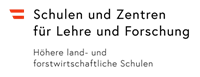 Schulen und Zentren
für Lehre und Forschung
Höhere land- und
forstwirtschaftliche Schulen